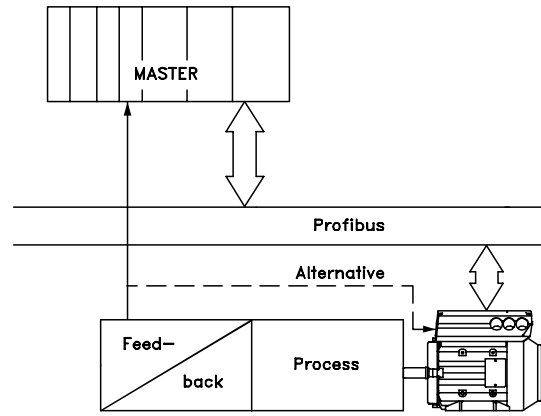 MASTER
Profibus
Alternative
Feed-
back
Process